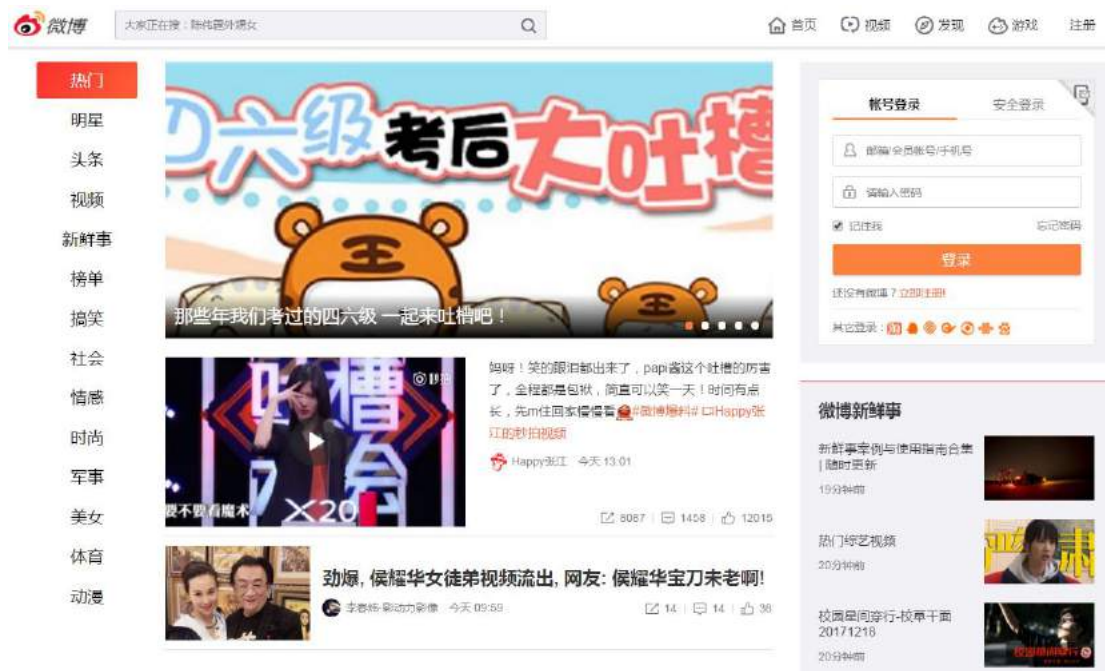 微博
大家正在搜：陈伟霆外甥女
首页
视频
发现
游戏
注册
热门
明星
头条
视频
新鲜事
榜单
搞笑
社会
情感
时尚
军事
美女
体育
动漫
四六级考后大吐槽
王
王
那些年我们考过的四六级 一起来吐槽吧！
吐槽
大会
秒拍
要不要看魔术
X20
妈呀！笑的眼泪都出来了，papi酱这个吐槽的厉害
了，全程都是包袱，简直可以笑一天！时间有点
长，先m住回家慢慢看#微博爆料# Happy张
江的秒拍视频
Happy张江 今天 13:01
8087
1458
12015
劲爆, 侯耀华女徒弟视频流出, 网友: 侯耀华宝刀未老啊!
今天 09:59
14
14
36
帐号登录
安全登录
邮箱/会员帐号/手机号
请输入密码
记住我
忘记密码
登录
还没有微博？立即注册!
其它登录：
微博新鲜事
新鲜事案例与使用指南合集
| 随时更新
19分钟前
热门综艺视频
20分钟前
校园星间穿行-校草干面
20171218
20分钟前